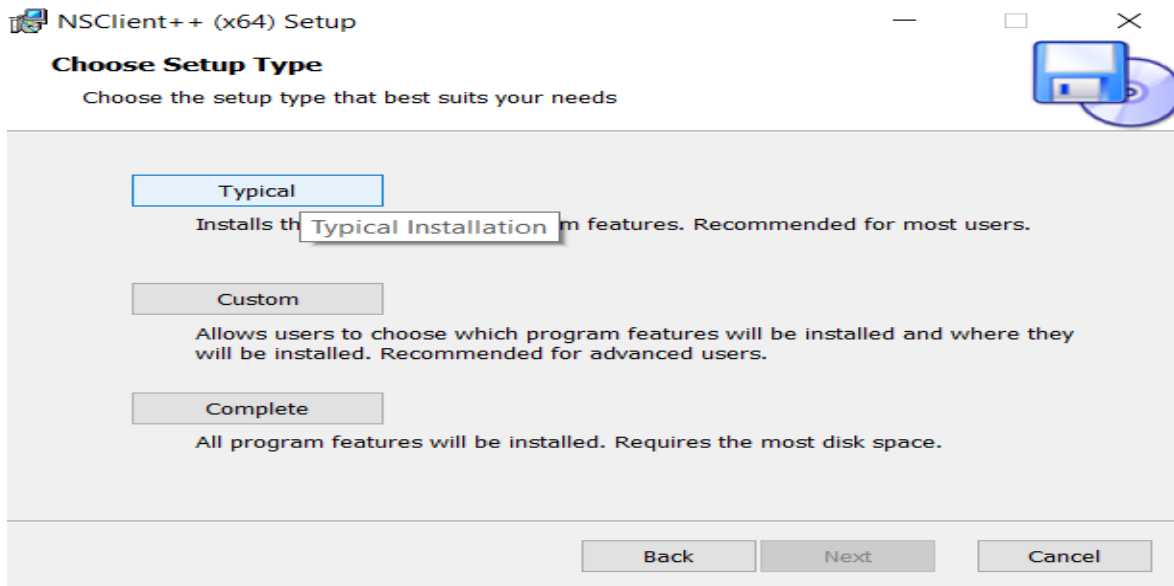 NSClient++ (x64) Setup
Choose Setup Type
Choose the setup type that best suits your needs
Typical
Installs th Typical Installation m features. Recommended for most users.
Custom
Allows users to choose which program features will be installed and where they
will be installed. Recommended for advanced users.
Complete
All program features will be installed. Requires the most disk space.
Back Next Cancel